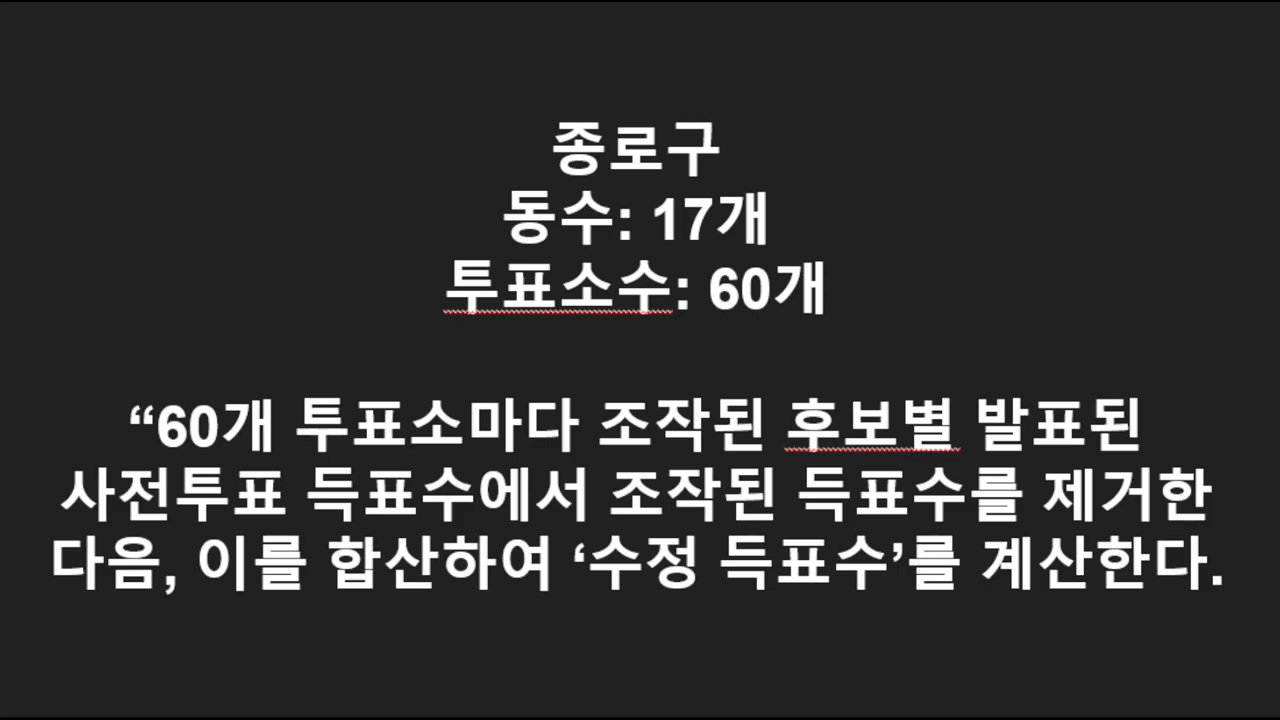 종로구
동수: 17개
투표소수: 60개
“60개 투표소마다 조작된 후보별 발표된
사전투표 득표수에서 조작된 득표수를 제거한
다음, 이를 합산하여 ‘수정 득표수’를 계산한다.